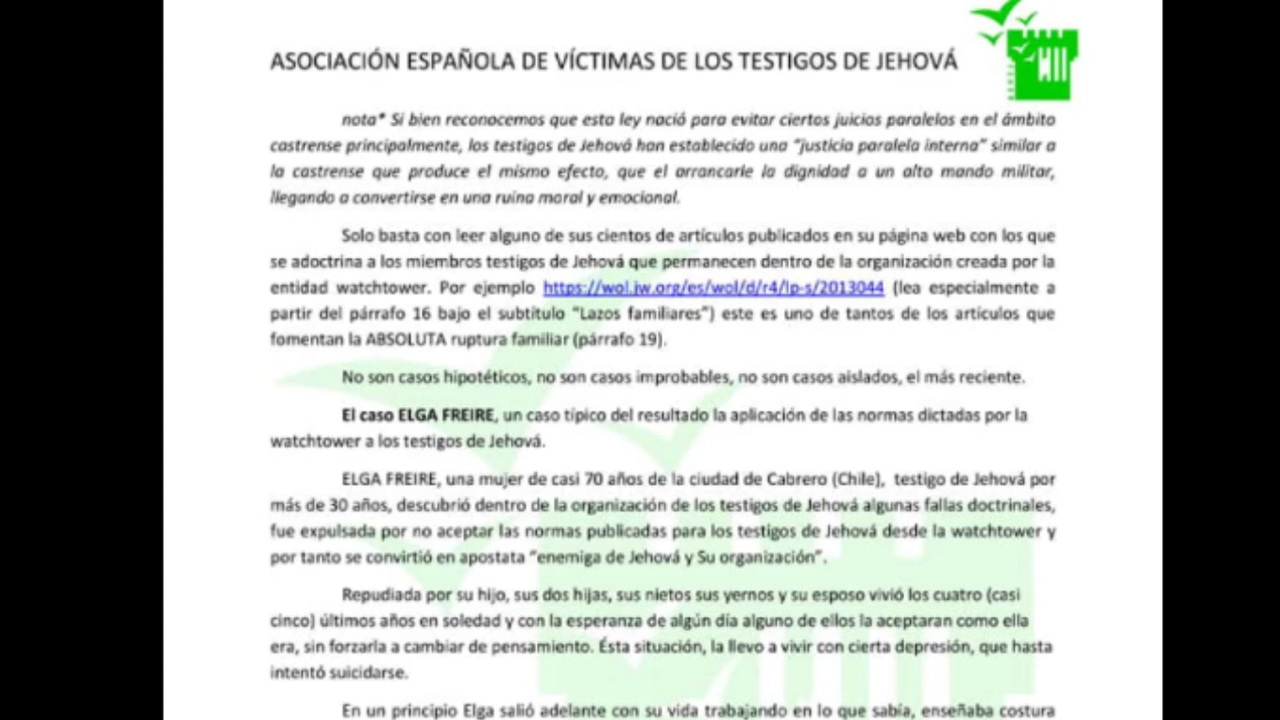 ASOCIACIÓN ESPAÑOLA DE VÍCTIMAS DE LOS TESTIGOS DE JEHOVÁ
nota* Si bien reconocemos que esta ley nació para evitar ciertos juicios paralelos en el ámbito
castrense principalmente, los testigos de Jehová han establecido una "justicia paralela interna" similar a
la castrense que produce el mismo efecto, que el arrancarle la dignidad a un alto mando militar,
llegando a convertirse en una ruina moral y emocional.
Solo basta con leer alguno de sus cientos de artículos publicados en su página web con los que
se adoctrina a los miembros testigos de Jehová que permanecen dentro de la organización creada por la
entidad watchtower. Por ejemplo https://wol.jw.org/es/wol/d/r4/lp-s/2013044 (lea especialmente a
partir del párrafo 16 bajo el subtítulo "Lazos familiares") este es uno de tantos de los artículos que
fomentan la ABSOLUTA ruptura familiar (párrafo 19).
No son casos hipotéticos, no son casos improbables, no son casos aislados, el más reciente.
El caso ELGA FREIRE, un caso típico del resultado la aplicación de las normas dictadas por la
watchtower a los testigos de Jehová.
ELGA FREIRE, una mujer de casi 70 años de la ciudad de Cabrero (Chile), testigo de Jehová por
más de 30 años, descubrió dentro de la organización de los testigos de Jehová algunas fallas doctrinales,
fue expulsada por no aceptar las normas publicadas para los testigos de Jehová desde la watchtower y
por tanto se convirtió en apostata "enemiga de Jehová y Su organización".
Repudiada por su hijo, sus dos hijas, sus nietos sus yernos y su esposo vivió los cuatro (casi
cinco) últimos años en soledad y con la esperanza de algún día alguno de ellos la aceptaran como ella
era, sin forzarla a cambiar de pensamiento. Ésta situación, la llevo a vivir con cierta depresión, que hasta
intentó suicidarse.
En un principio Elga salió adelante con su vida trabajando en lo que sabía, enseñaba costura